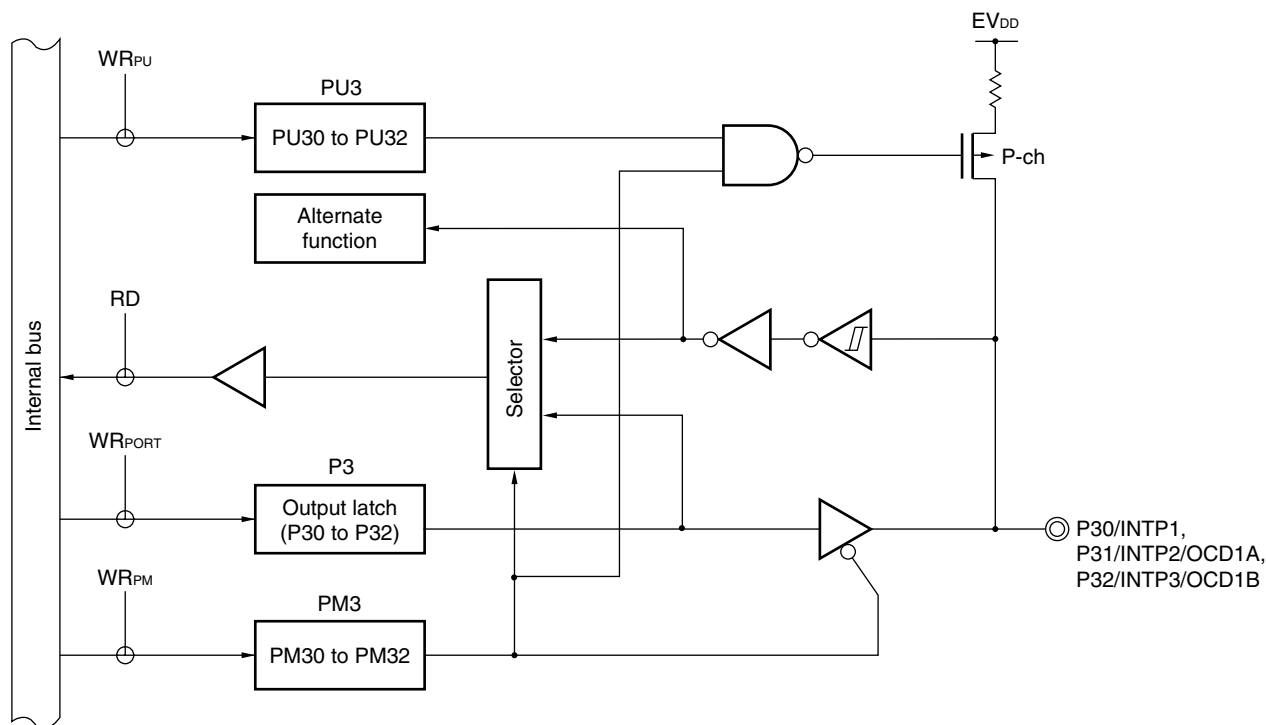 EVDD
WRPU
PU3
PU30 to PU32
P-ch
Alternate
function
RD
Selector
Internal bus
WRPORT
P3
Output latch
(P30 to P32)
P30/INTP1,
P31/INTP2/OCD1A,
P32/INTP3/OCD1B
WRPM
PM3
PM30 to PM32